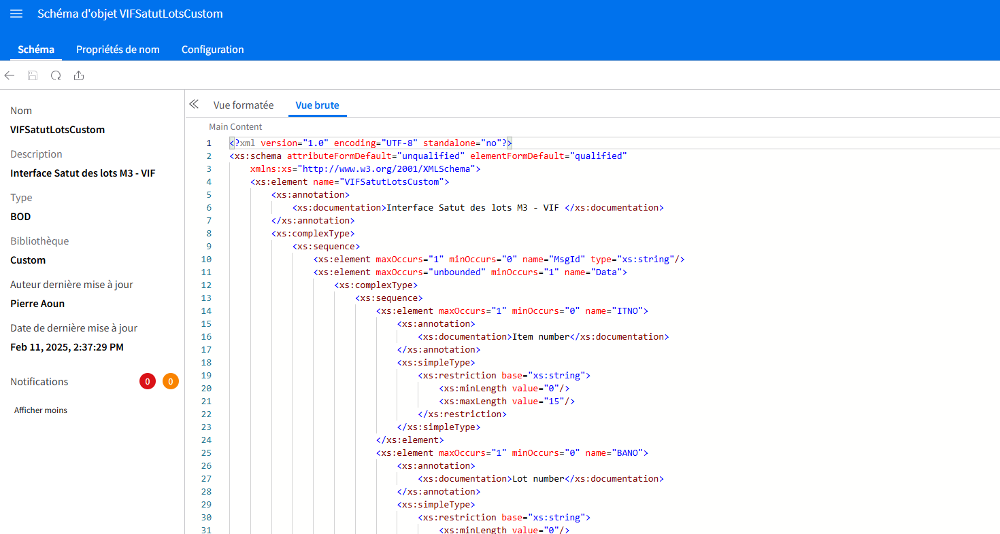 Schéma d'objet VIFSatutLotsCustom
Schéma Propriétés de nom Configuration
Nom
VIFSatutLotsCustom
Description
Interface Satut des lots M3 - VIF
Type
BOD
Bibliothèque
Custom
Auteur dernière mise à jour
Pierre Aoun
Date de dernière mise à jour
Feb 11, 2025, 2:37:29 PM
Notifications 0 0
Afficher moins
Vue formatée Vue brute
Main Content
1 <?xml version="1.0" encoding="UTF-8" standalone="no"?>
2 <xs:schema attributeFormDefault="unqualified" elementFormDefault="qualified"
3 xmlns:xs="http://www.w3.org/2001/XMLSchema">
4 <xs:element name="VIFSatutLotsCustom">
5 <xs:annotation>
6 <xs:documentation>Interface Satut des lots M3 - VIF </xs:documentation>
7 </xs:annotation>
8 <xs:complexType>
9 <xs:sequence>
10 <xs:element maxOccurs="1" minOccurs="0" name="MsgId" type="xs:string"/>
11 <xs:element maxOccurs="unbounded" minOccurs="1" name="Data">
12 <xs:complexType>
13 <xs:sequence>
14 <xs:element maxOccurs="1" minOccurs="0" name="ITNO">
15 <xs:annotation>
16 <xs:documentation>Item number</xs:documentation>
17 </xs:annotation>
18 <xs:simpleType>
19 <xs:restriction base="xs:string">
20 <xs:minLength value="0"/>
21 <xs:maxLength value="15"/>
22 </xs:restriction>
23 </xs:simpleType>
24 </xs:element>
25 <xs:element maxOccurs="1" minOccurs="0" name="BANO">
26 <xs:annotation>
27 <xs:documentation>Lot number</xs:documentation>
28 </xs:annotation>
29 <xs:simpleType>
30 <xs:restriction base="xs:string">
31 <xs:minLength value="0"/>